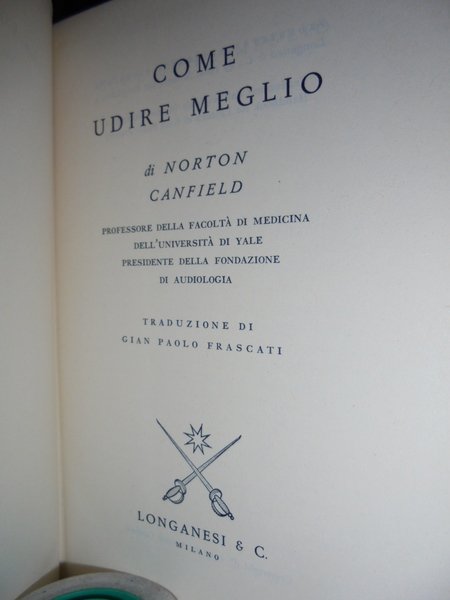 COME
UDIRE MEGLIO
di NORTON
CANFIELD
PROFESSORE DELLA FACOLTÀ DI MEDICINA
DELL'UNIVERSITÀ DI YALE
PRESIDENTE DELLA FONDAZIONE
DI AUDIOLOGIA
TRADUZIONE DI
GIAN PAOLO FRASCATI
LONGANESI & C.
MILANO